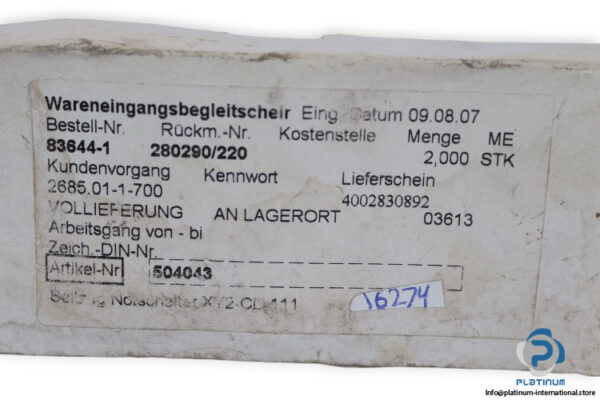 Wareneingangsbegleitscheir Eing Datum 09.08.07
Bestell-Nr. Rückm.-Nr. Kostenstelle Menge ME
83644-1 280290/220 2,000 STK
Kundenvorgang Kennwort Lieferschein
2685.01-1-700 4002830892
VOLLIEFERUNG AN LAGERORT 03613
Arbeitsgang von - bi
Zeich.-DIN-Nr.
Artikel-Nr 504043
Seilzug Notschalter XY2-CD 111
16274
PLATINUM
Info@platinum-international.store